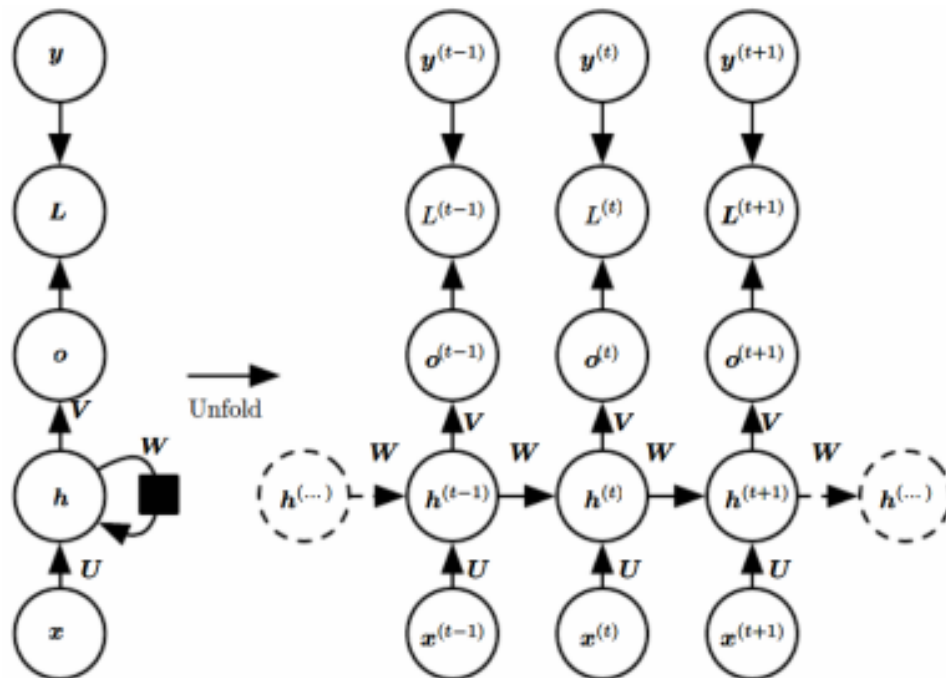 y y^(t−1) y^(t) y^(t+1)
L L^(t−1) L^(t) L^(t+1)
o o^(t−1) o^(t) o^(t+1)
Unfold
V V V V
W W W W W
h h^(...) h^(t−1) h^(t) h^(t+1) h^(...)
U U U U
x x^(t−1) x^(t) x^(t+1)